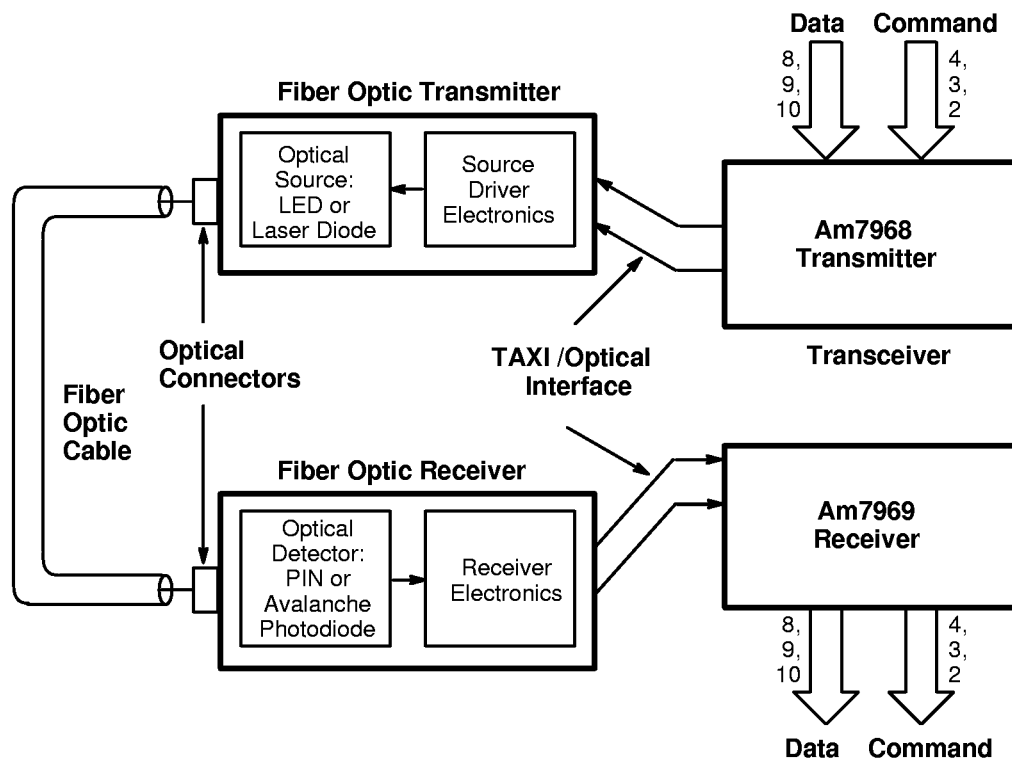 Data Command
8,
9,
10
4,
3,
2
Fiber Optic Transmitter
Optical
Source:
LED or
Laser Diode
Source
Driver
Electronics
Am7968
Transmitter
Transceiver
Optical
Connectors
TAXI /Optical
Interface
Fiber
Optic
Cable
Fiber Optic Receiver
Optical
Detector:
PIN or
Avalanche
Photodiode
Receiver
Electronics
Am7969
Receiver
8,
9,
10
4,
3,
2
Data Command